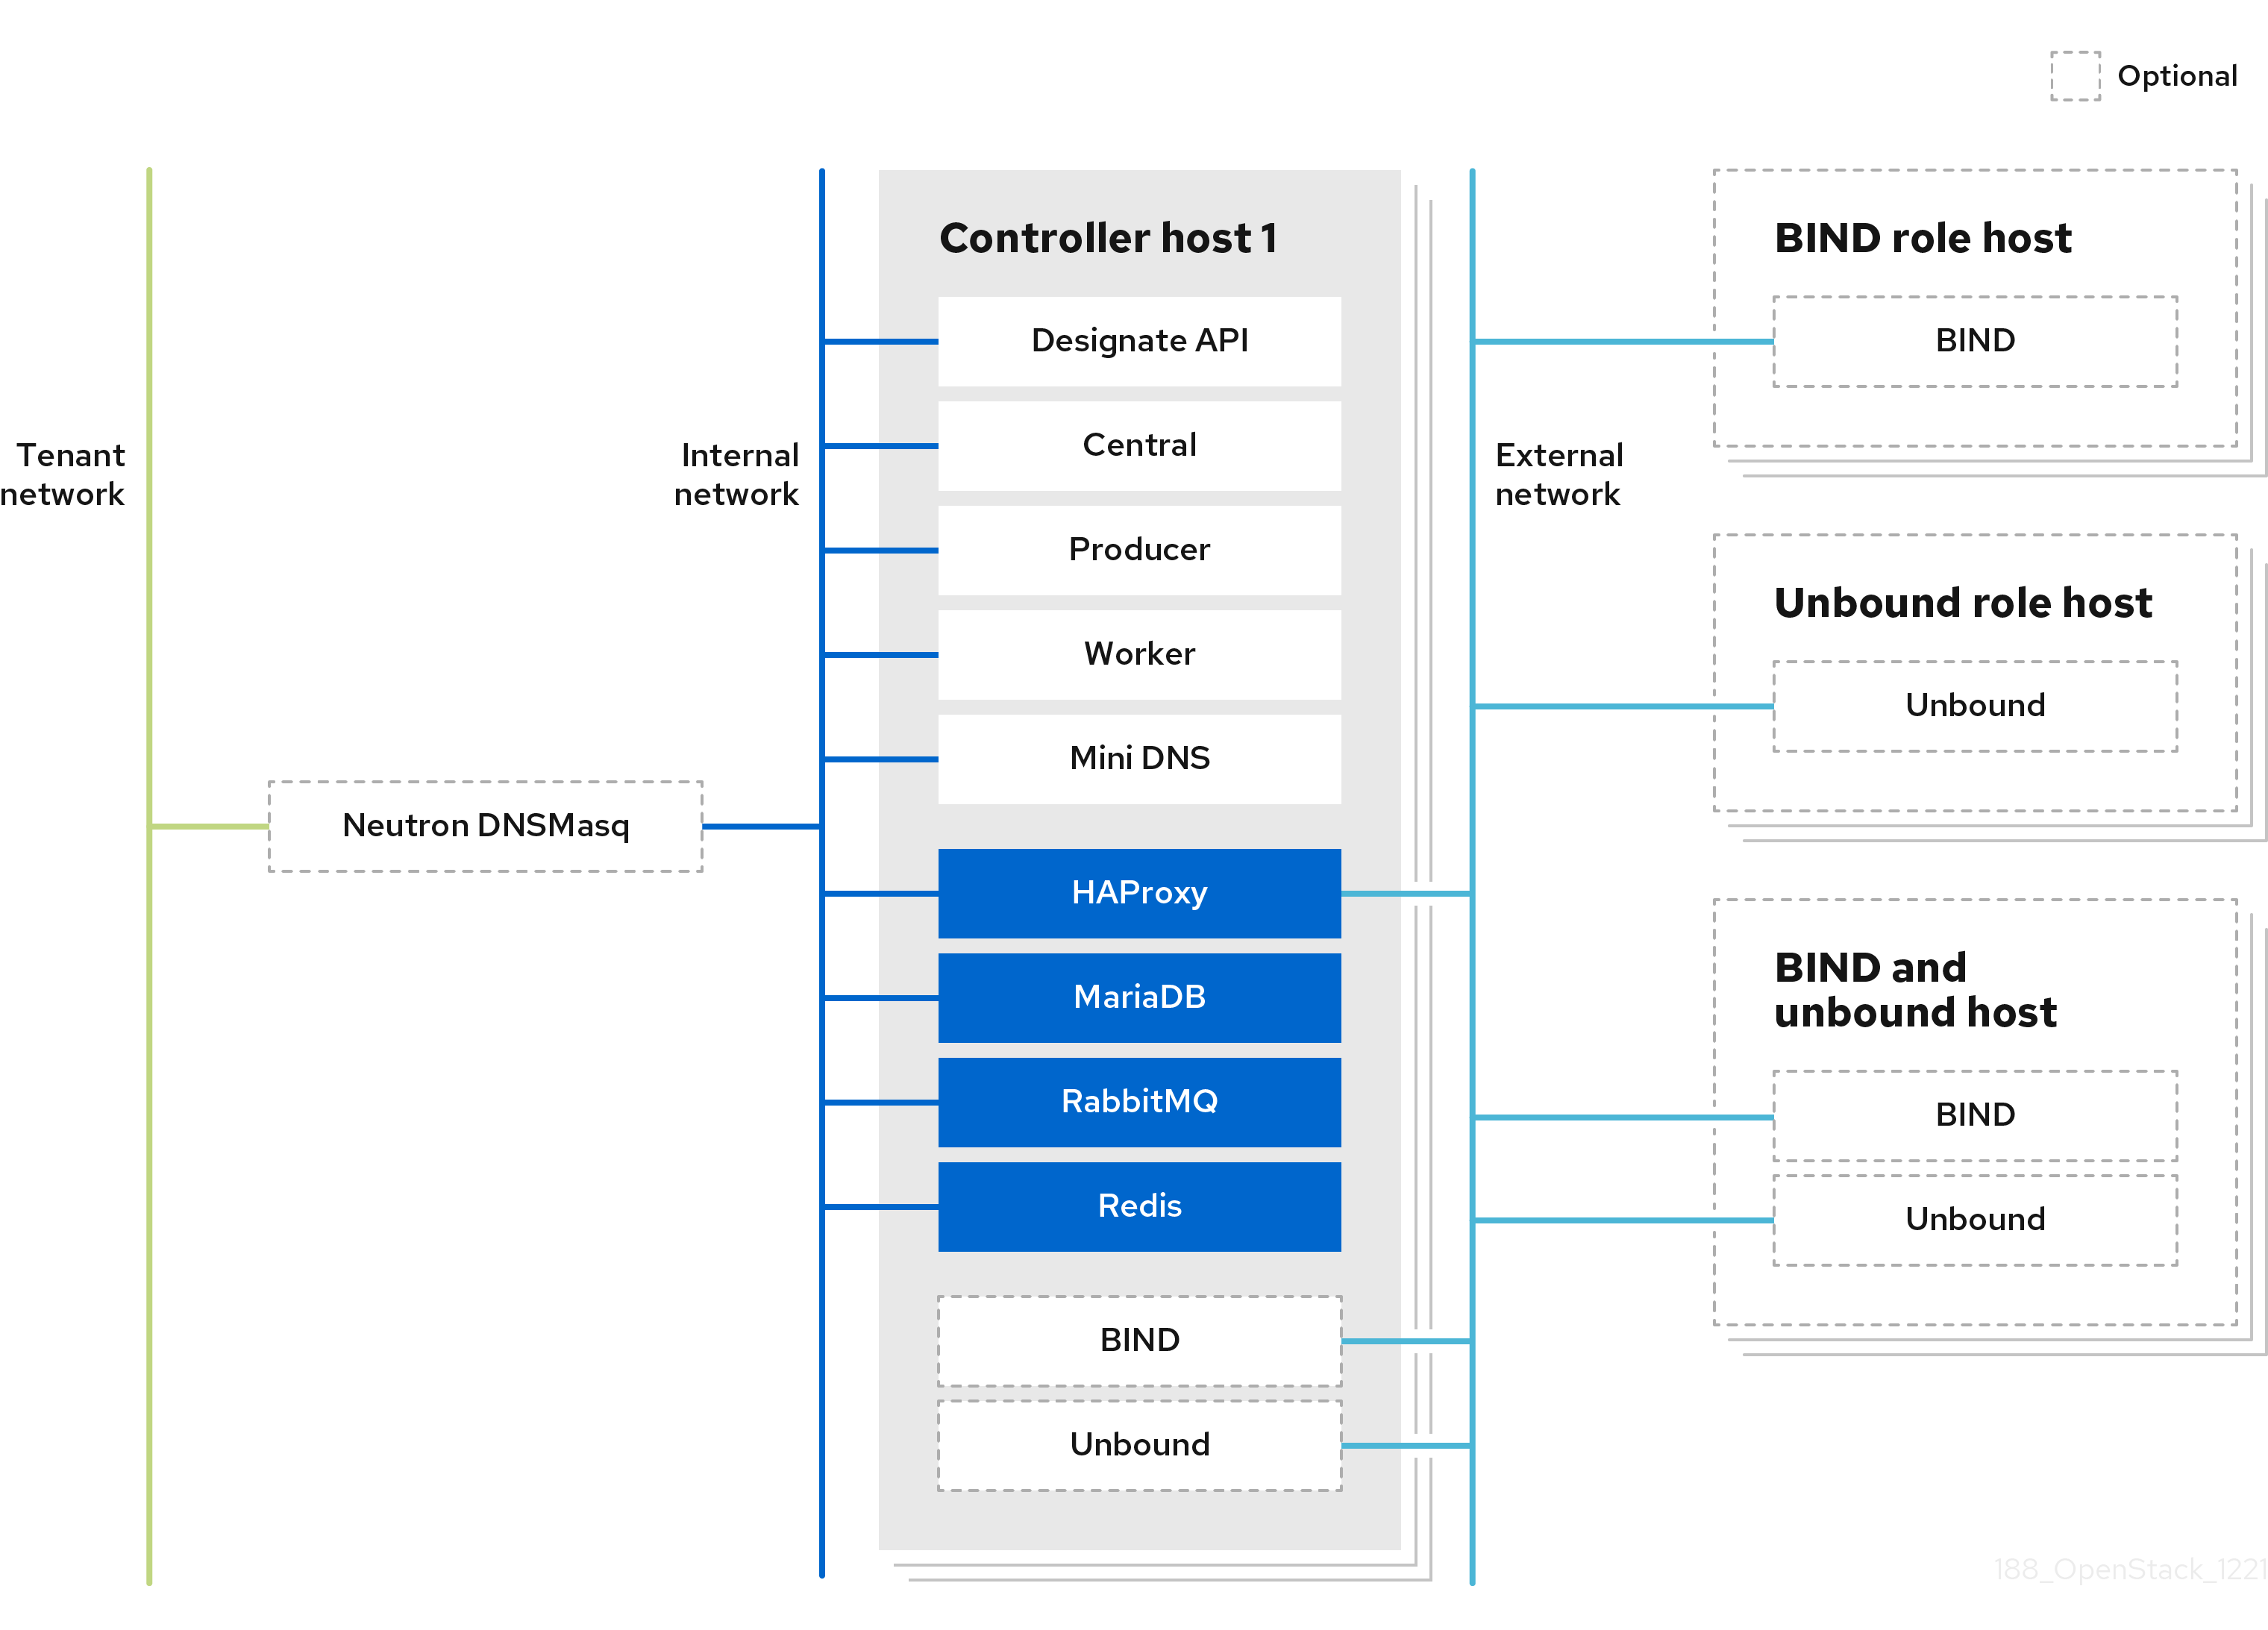 Optional
Tenant
network
Internal
network
Controller host 1
Designate API
Central
Producer
Worker
Mini DNS
Neutron DNSMasq
HAProxy
MariaDB
RabbitMQ
Redis
BIND
Unbound
External
network
BIND role host
BIND
Unbound role host
Unbound
BIND and
unbound host
BIND
Unbound
188_OpenStack_1221